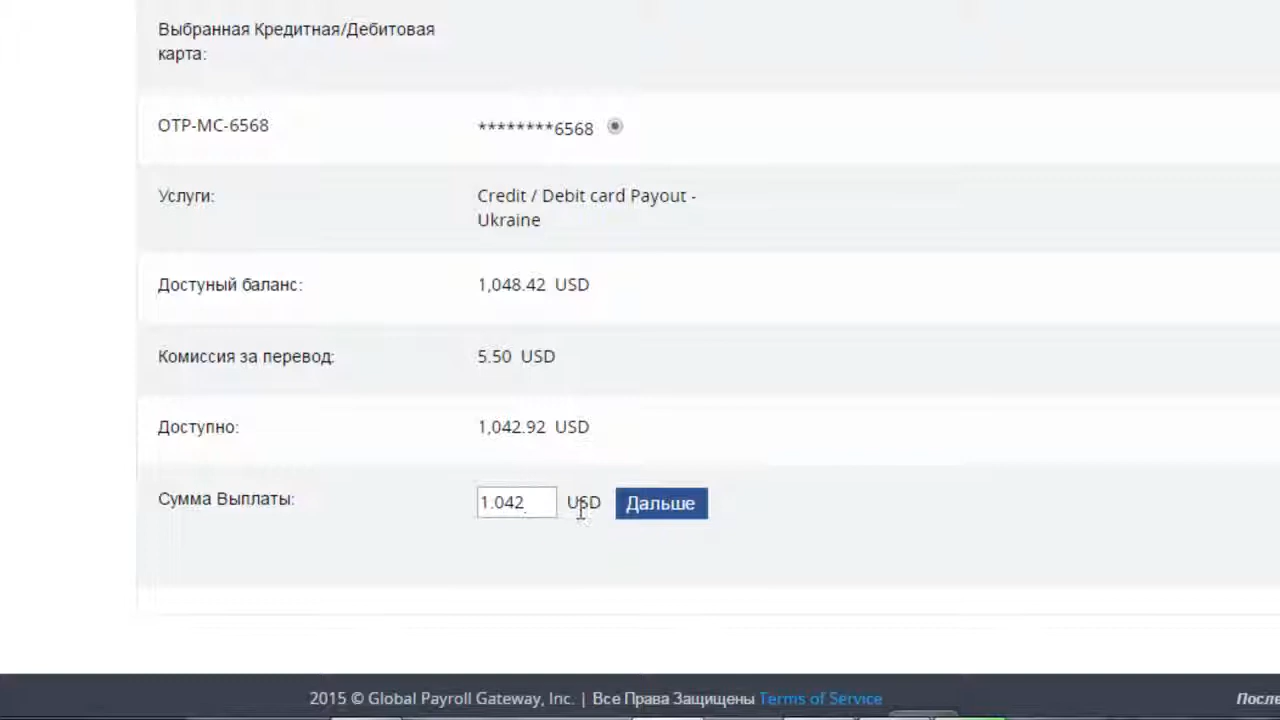 Выбранная Кредитная/Дебитовая
карта:
OTP-MC-6568 ********6568
Услуги: Credit / Debit card Payout -
Ukraine
Достуный баланс: 1,048.42 USD
Комиссия за перевод: 5.50 USD
Доступно: 1,042.92 USD
Сумма Выплаты: 1.042 USD Дальше
2015 © Global Payroll Gateway, Inc. | Все Права Защищены Terms of Service